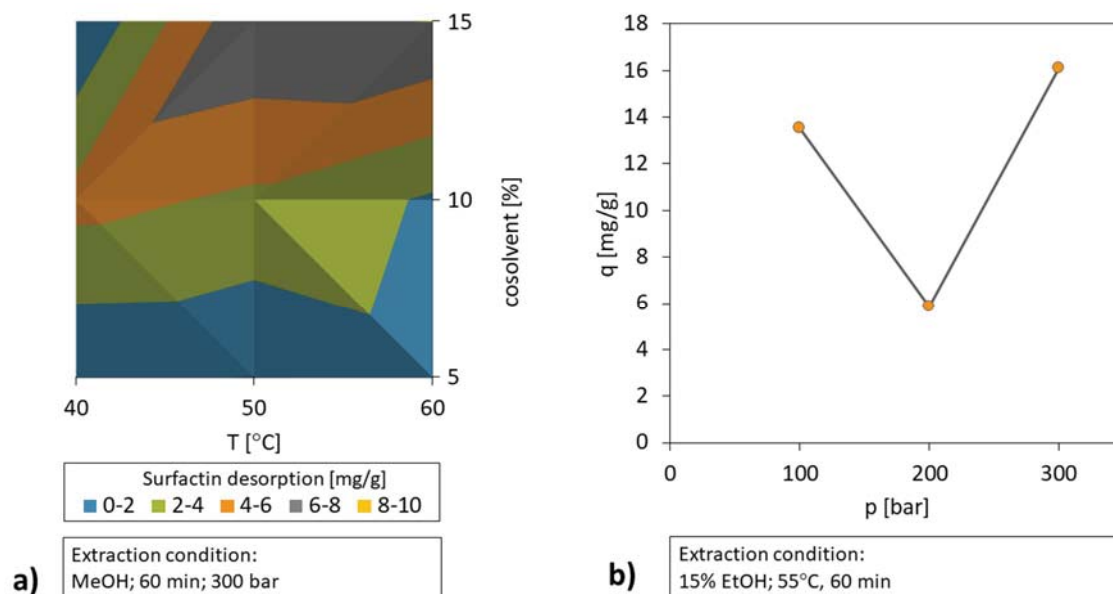 15
10
5
cosolvent [%]
40
50
60
T [°C]
Surfactin desorption [mg/g]
0-2
2-4
4-6
6-8
8-10
Extraction condition:
MeOH; 60 min; 300 bar
a)
18
16
14
12
10
8
6
4
2
0
q [mg/g]
0
100
200
300
p [bar]
Extraction condition:
15% EtOH; 55°C, 60 min
b)